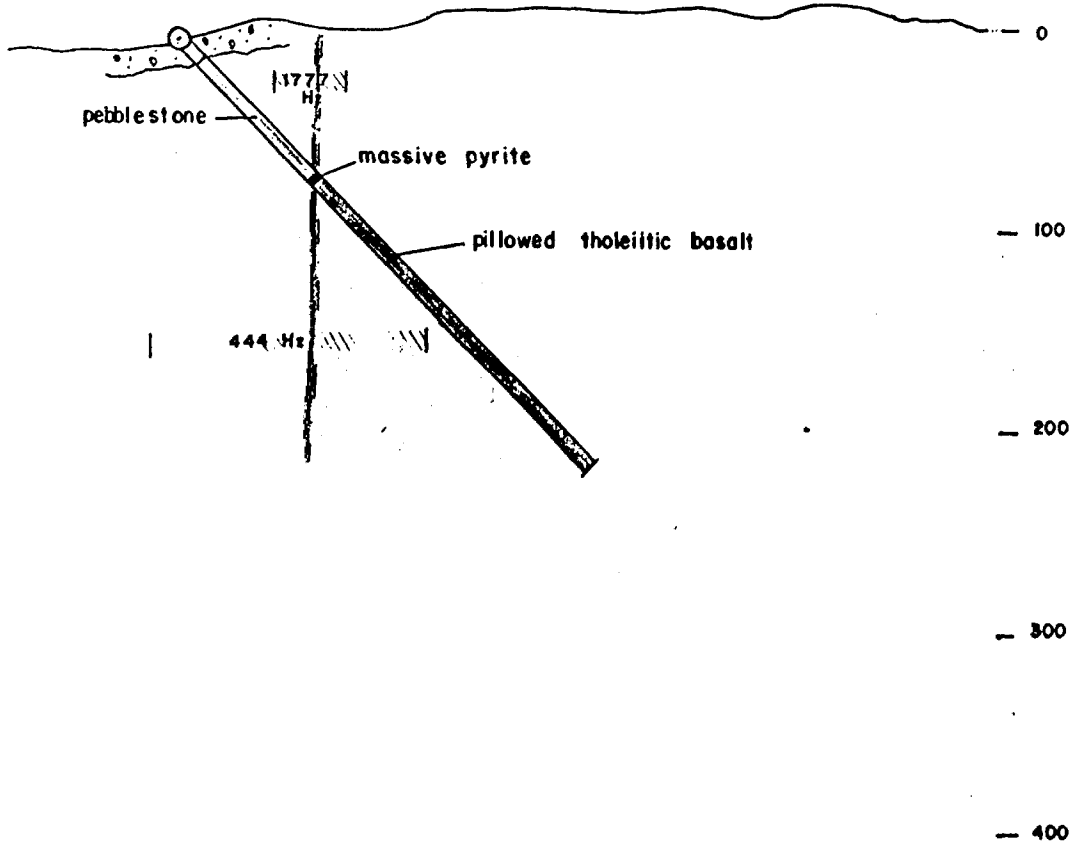 0
1777
Hz
pebblestone
massive pyrite
100
pillowed tholeiitic basalt
444 Hz
200
300
400